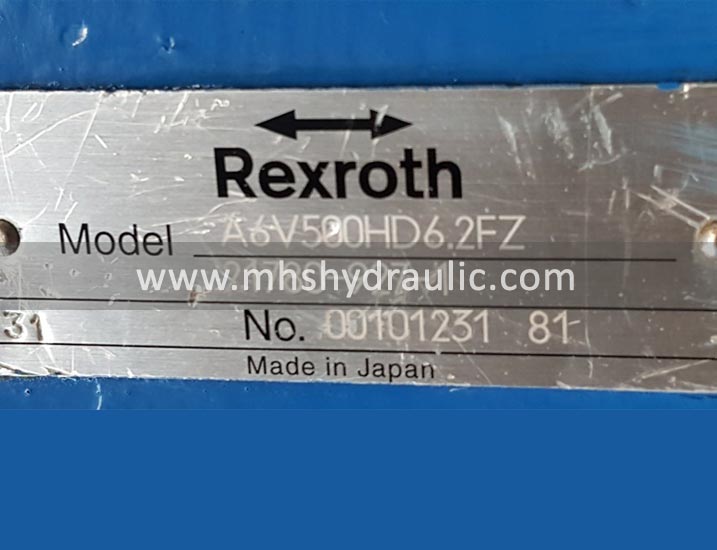 Rexroth
Model A6V500HD6.2FZ
www.mhshydraulic.com
31 No. 00101231 81
Made in Japan